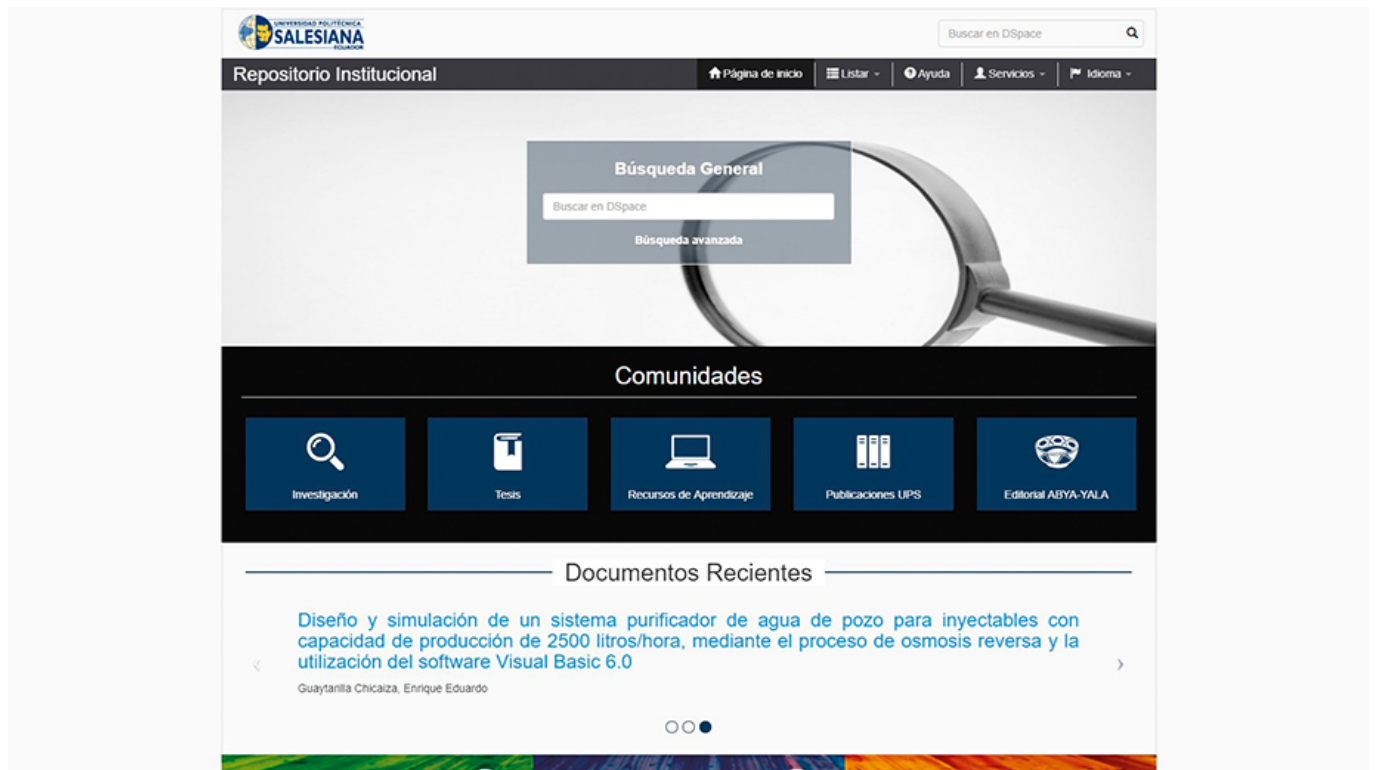 UNIVERSIDAD POLITÉCNICA
SALESIANA
ECUADOR
Buscar en DSpace
Repositorio Institucional
Página de inicio
Listar
Ayuda
Servicios
Idioma
Búsqueda General
Buscar en DSpace
Búsqueda avanzada
Comunidades
Investigación
Tesis
Recursos de Aprendizaje
Publicaciones UPS
Editorial ABYA-YALA
Documentos Recientes
Diseño y simulación de un sistema purificador de agua de pozo para inyectables con
capacidad de producción de 2500 litros/hora, mediante el proceso de osmosis reversa y la
utilización del software Visual Basic 6.0
Guaytarilla Chicaiza, Enrique Eduardo